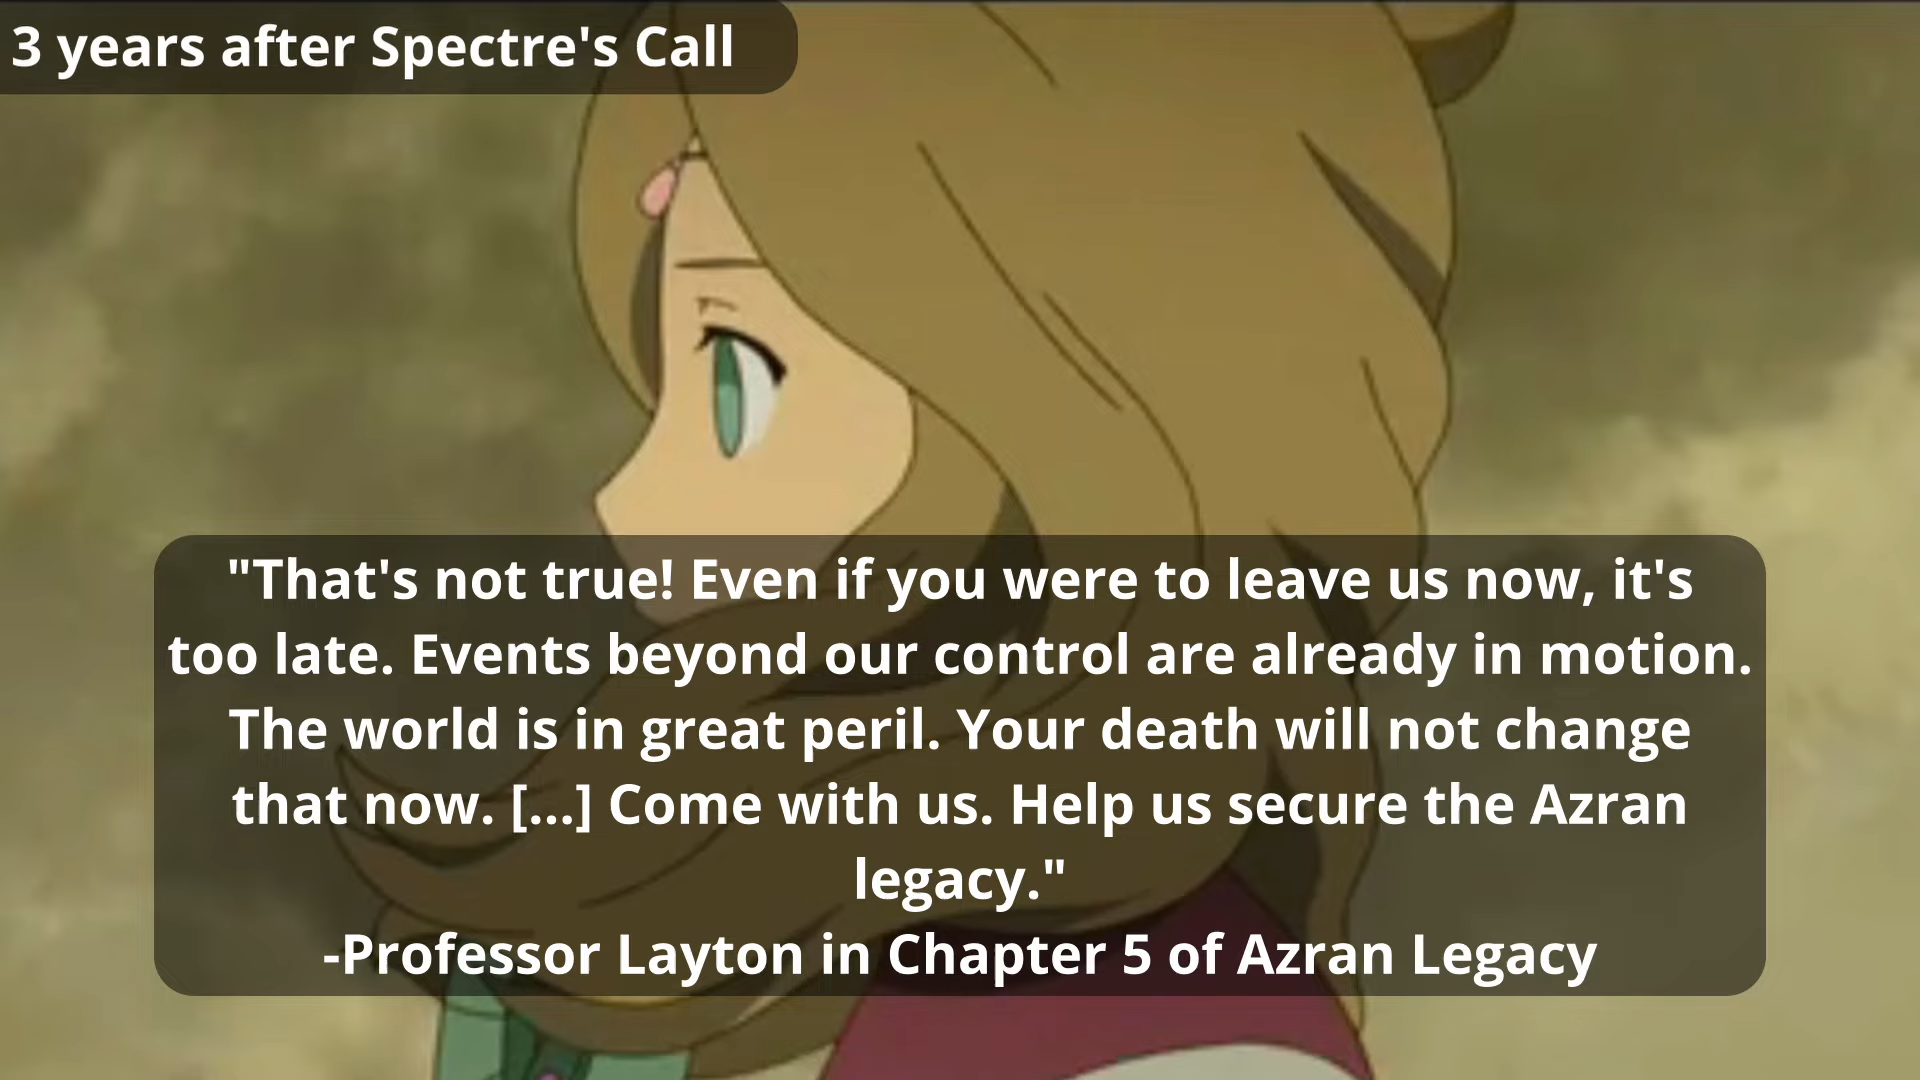 3 years after Spectre's Call
"That's not true! Even if you were to leave us now, it's
too late. Events beyond our control are already in motion.
The world is in great peril. Your death will not change
that now. [...] Come with us. Help us secure the Azran
legacy."
-Professor Layton in Chapter 5 of Azran Legacy